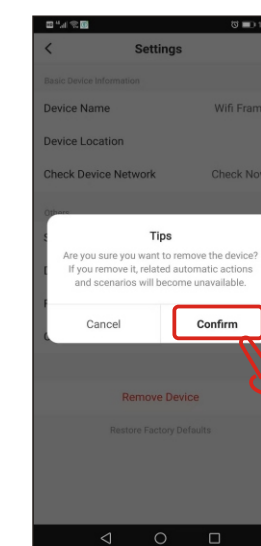 Settings
Basic Device Information
Device Name Wifi Fram
Device Location
Check Device Network Check No
Others
Tips
Are you sure you want to remove the device?
If you remove it, related automatic actions
and scenarios will become unavailable.
Cancel Confirm
Remove Device
Restore Factory Defaults